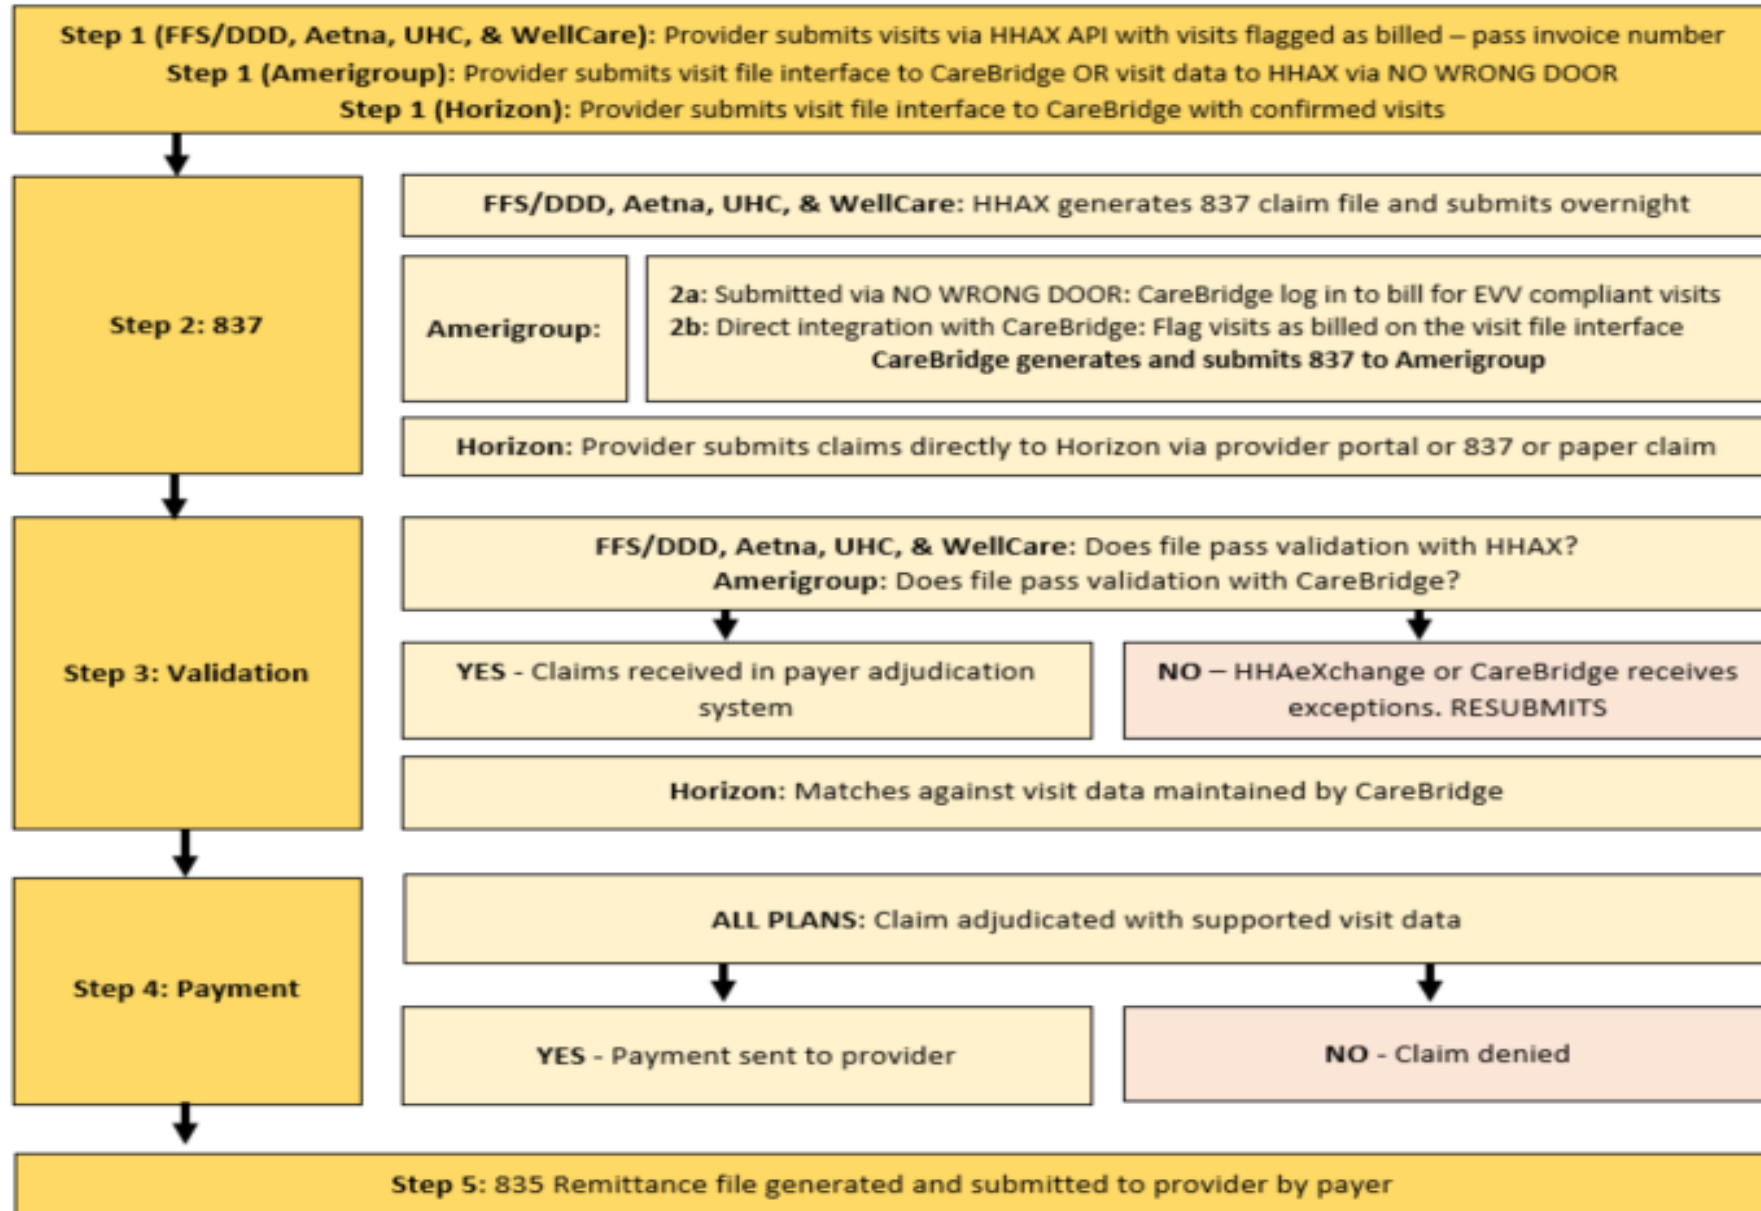 Step 1 (FFS/DDD, Aetna, UHC, & WellCare): Provider submits visits via HHAX API with visits flagged as billed – pass invoice number
Step 1 (Amerigroup): Provider submits visit file interface to CareBridge OR visit data to HHAX via NO WRONG DOOR
Step 1 (Horizon): Provider submits visit file interface to CareBridge with confirmed visits
Step 2: 837
FFS/DDD, Aetna, UHC, & WellCare: HHAX generates 837 claim file and submits overnight
Amerigroup:
2a: Submitted via NO WRONG DOOR: CareBridge log in to bill for EVV compliant visits
2b: Direct integration with CareBridge: Flag visits as billed on the visit file interface
CareBridge generates and submits 837 to Amerigroup
Horizon: Provider submits claims directly to Horizon via provider portal or 837 or paper claim
Step 3: Validation
FFS/DDD, Aetna, UHC, & WellCare: Does file pass validation with HHAX?
Amerigroup: Does file pass validation with CareBridge?
YES - Claims received in payer adjudication
system
NO – HHAeXchange or CareBridge receives
exceptions. RESUBMITS
Horizon: Matches against visit data maintained by CareBridge
Step 4: Payment
ALL PLANS: Claim adjudicated with supported visit data
YES - Payment sent to provider
NO - Claim denied
Step 5: 835 Remittance file generated and submitted to provider by payer